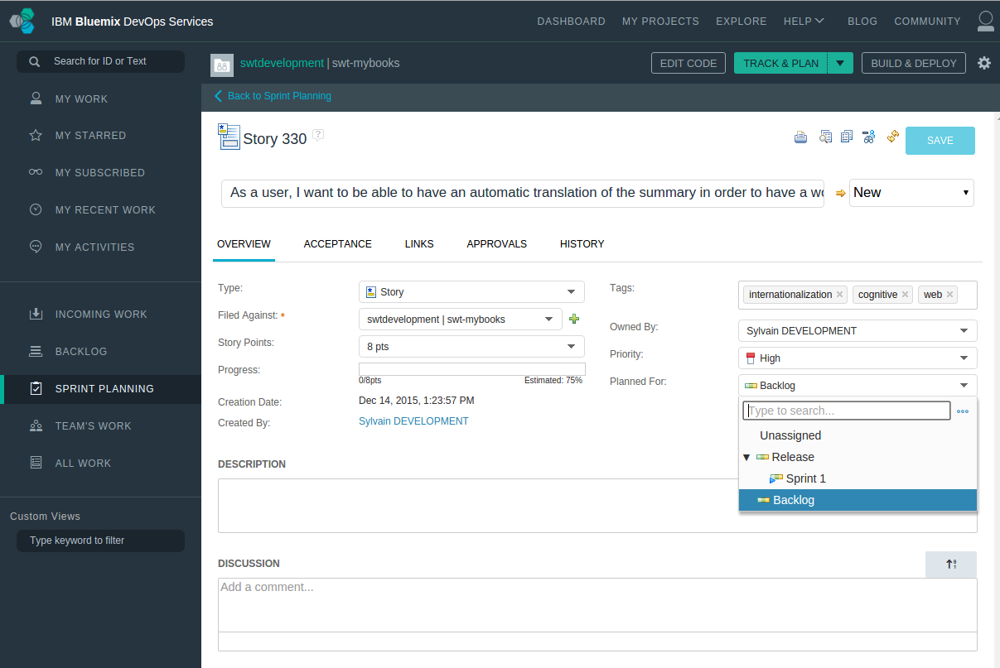 IBM Bluemix DevOps Services
DASHBOARD MY PROJECTS EXPLORE HELP BLOG COMMUNITY
Search for ID or Text
swtdevelopment | swt-mybooks
EDIT CODE TRACK & PLAN BUILD & DEPLOY
Back to Sprint Planning
MY WORK
MY STARRED
MY SUBSCRIBED
MY RECENT WORK
MY ACTIVITIES
INCOMING WORK
BACKLOG
SPRINT PLANNING
TEAM'S WORK
ALL WORK
Custom Views
Type keyword to filter
Story 330 ?
SAVE
As a user, I want to be able to have an automatic translation of the summary in order to have a wo
New
OVERVIEW ACCEPTANCE LINKS APPROVALS HISTORY
Type: Story
Filed Against: * swtdevelopment | swt-mybooks
Story Points: 8 pts
Progress:
0/8pts Estimated: 75%
Creation Date: Dec 14, 2015, 1:23:57 PM
Created By: Sylvain DEVELOPMENT
Tags: internationalization × cognitive × web ×
Owned By: Sylvain DEVELOPMENT
Priority: High
Planned For: Backlog
Type to search...
Unassigned
Release
Sprint 1
Backlog
DESCRIPTION
DISCUSSION
Add a comment...